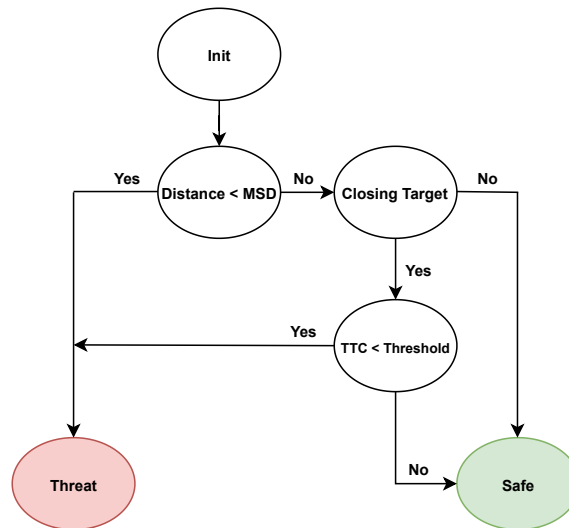 Init
Yes
Distance < MSD
No
Closing Target
No
Yes
Yes
TTC < Threshold
No
Threat
Safe